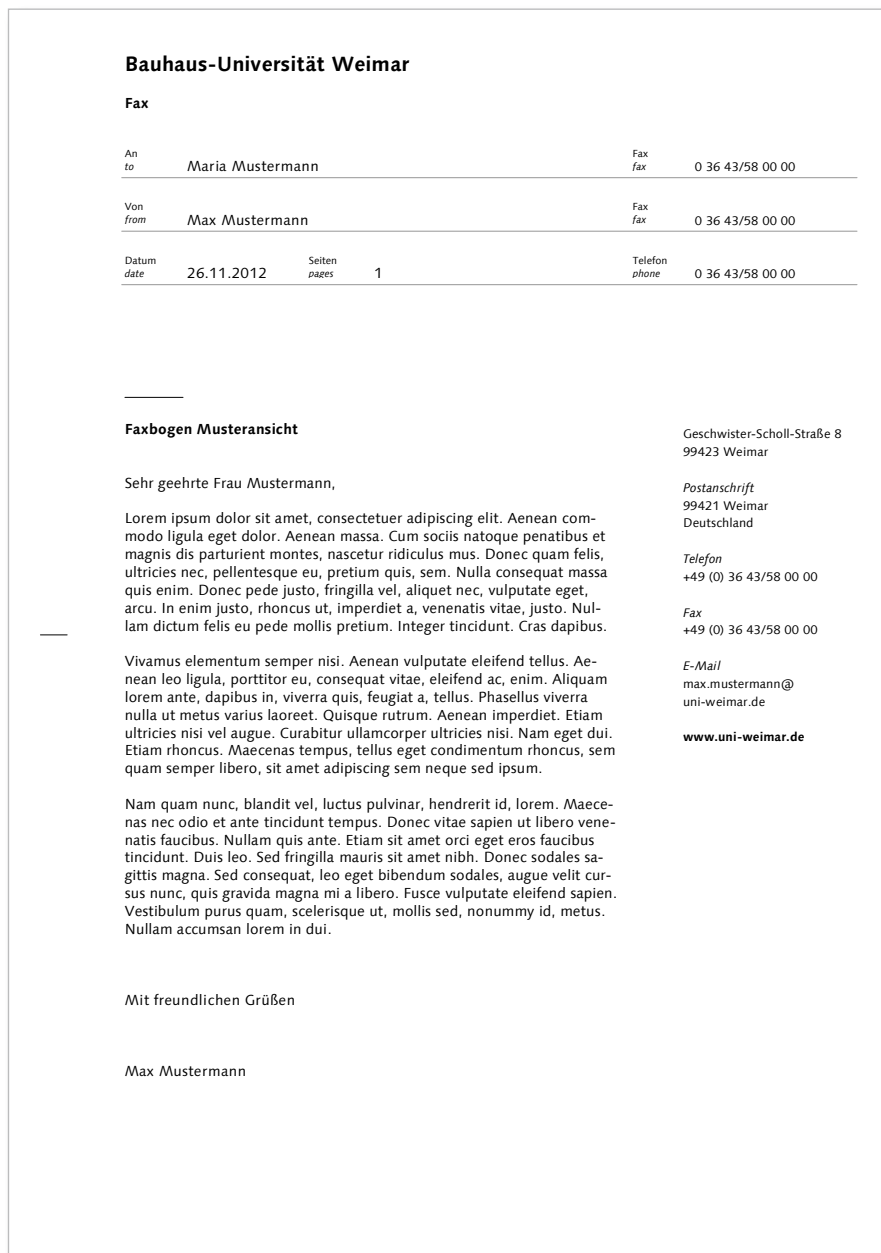 Bauhaus-Universität Weimar
Fax
An
to
Maria Mustermann
Fax
fax
0 36 43/58 00 00
Von
from
Max Mustermann
Fax
fax
0 36 43/58 00 00
Datum
date
26.11.2012
Seiten
pages
1
Telefon
phone
0 36 43/58 00 00
Faxbogen Musteransicht
Sehr geehrte Frau Mustermann,
Lorem ipsum dolor sit amet, consectetuer adipiscing elit. Aenean com-
modo ligula eget dolor. Aenean massa. Cum sociis natoque penatibus et
magnis dis parturient montes, nascetur ridiculus mus. Donec quam felis,
ultricies nec, pellentesque eu, pretium quis, sem. Nulla consequat massa
quis enim. Donec pede justo, fringilla vel, aliquet nec, vulputate eget,
arcu. In enim justo, rhoncus ut, imperdiet a, venenatis vitae, justo. Nul-
lam dictum felis eu pede mollis pretium. Integer tincidunt. Cras dapibus.
Vivamus elementum semper nisi. Aenean vulputate eleifend tellus. Ae-
nean leo ligula, porttitor eu, consequat vitae, eleifend ac, enim. Aliquam
lorem ante, dapibus in, viverra quis, feugiat a, tellus. Phasellus viverra
nulla ut metus varius laoreet. Quisque rutrum. Aenean imperdiet. Etiam
ultricies nisi vel augue. Curabitur ullamcorper ultricies nisi. Nam eget dui.
Etiam rhoncus. Maecenas tempus, tellus eget condimentum rhoncus, sem
quam semper libero, sit amet adipiscing sem neque sed ipsum.
Nam quam nunc, blandit vel, luctus pulvinar, hendrerit id, lorem. Maece-
nas nec odio et ante tincidunt tempus. Donec vitae sapien ut libero vene-
natis faucibus. Nullam quis ante. Etiam sit amet orci eget eros faucibus
tincidunt. Duis leo. Sed fringilla mauris sit amet nibh. Donec sodales sa-
gittis magna. Sed consequat, leo eget bibendum sodales, augue velit cur-
sus nunc, quis gravida magna mi a libero. Fusce vulputate eleifend sapien.
Vestibulum purus quam, scelerisque ut, mollis sed, nonummy id, metus.
Nullam accumsan lorem in dui.
Mit freundlichen Grüßen
Max Mustermann
Geschwister-Scholl-Straße 8
99423 Weimar
Postanschrift
99421 Weimar
Deutschland
Telefon
+49 (0) 36 43/58 00 00
Fax
+49 (0) 36 43/58 00 00
E-Mail
max.mustermann@
uni-weimar.de
www.uni-weimar.de